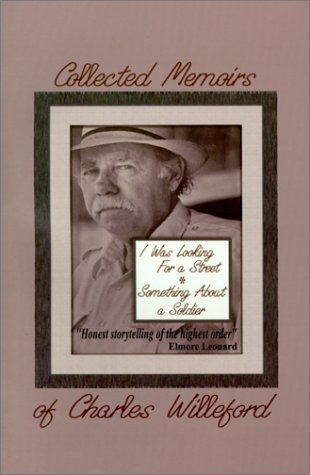 Collected Memoirs
I Was Looking
For a Street
*
Something About
a Soldier
"Honest storytelling of the highest order"
Elmore Leonard
of Charles Willeford